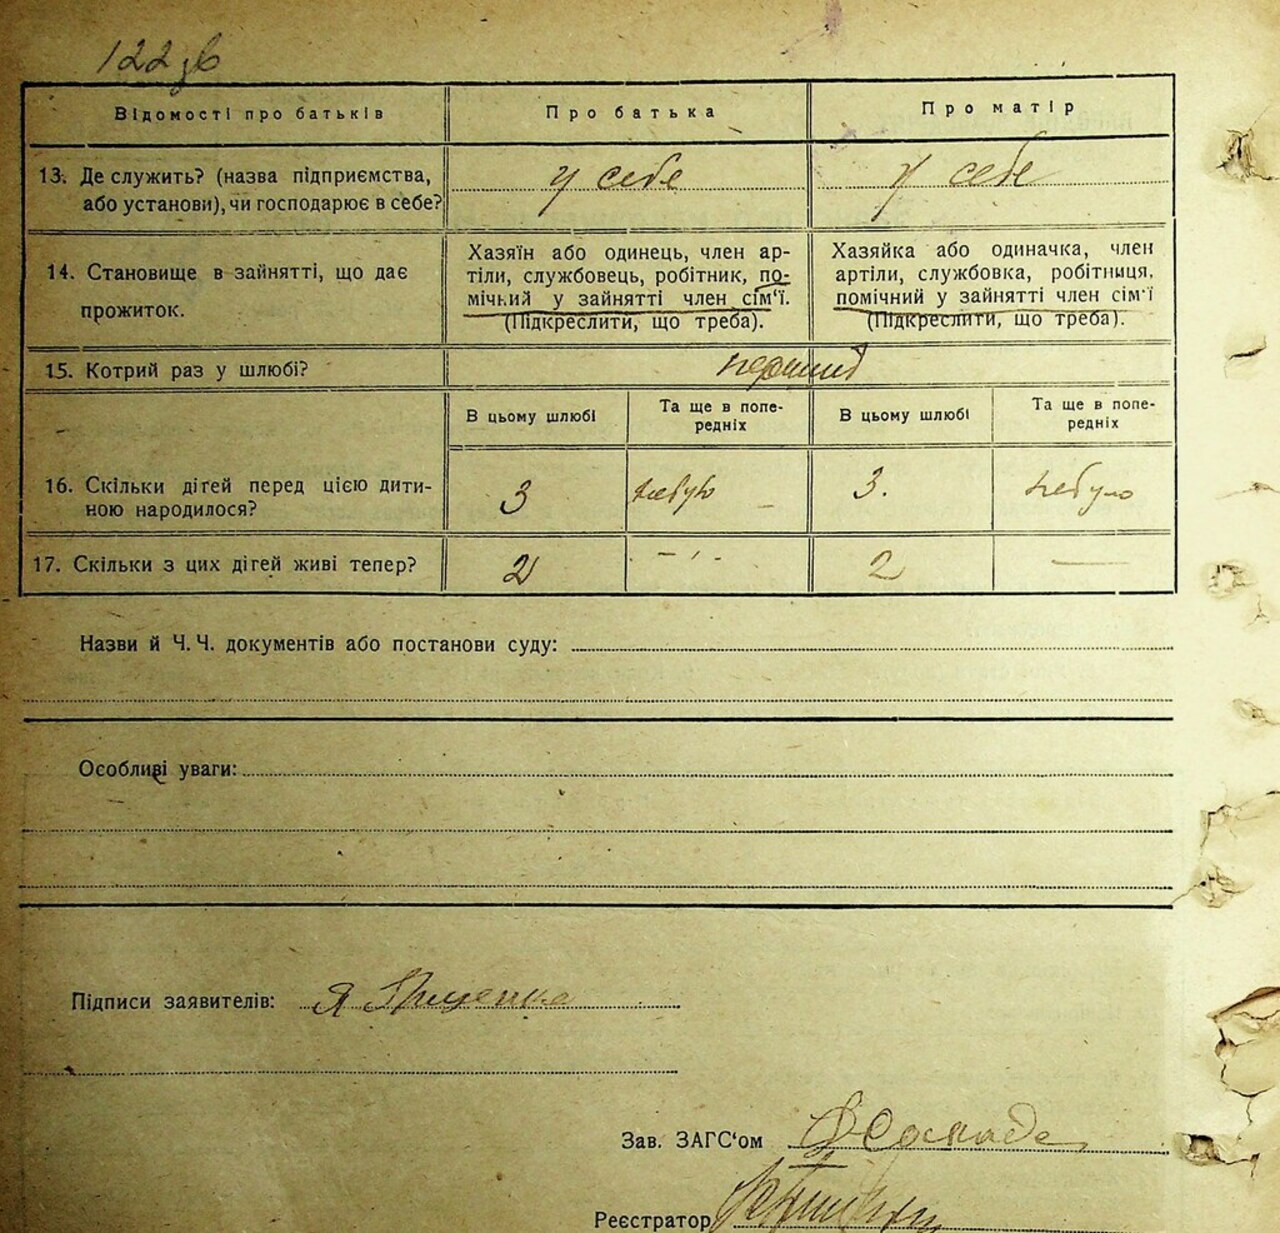 122 зв
Відомості про батьків Про батька Про матір
13. Де служить? (назва підприємства, у себе у себе
або установи), чи господарює в себе?
14. Становище в зайнятті, що дає
прожиток.
Хазяїн або одинець, член ар-
тіли, службовець, робітник, по-
мічний у зайнятті член сім'ї.
(Підкреслити, що треба).
Хазяйка або одиначка, член
артіли, службовка, робітниця,
помічний у зайнятті член сім'ї
(Підкреслити, що треба).
15. Котрий раз у шлюбі? перший
В цьому шлюбі Та ще в попе-
редніх В цьому шлюбі Та ще в попе-
редніх
16. Скільки дітей перед цією дити-
ною народилося? 3 небуло 3. небуло
17. Скільки з цих дітей живі тепер? 2 — 2 —
Назви й Ч. Ч. документів або постанови суду:
Особливі уваги:
Підписи заявителів: Я
Зав. ЗАГС'ом
Реєстратор